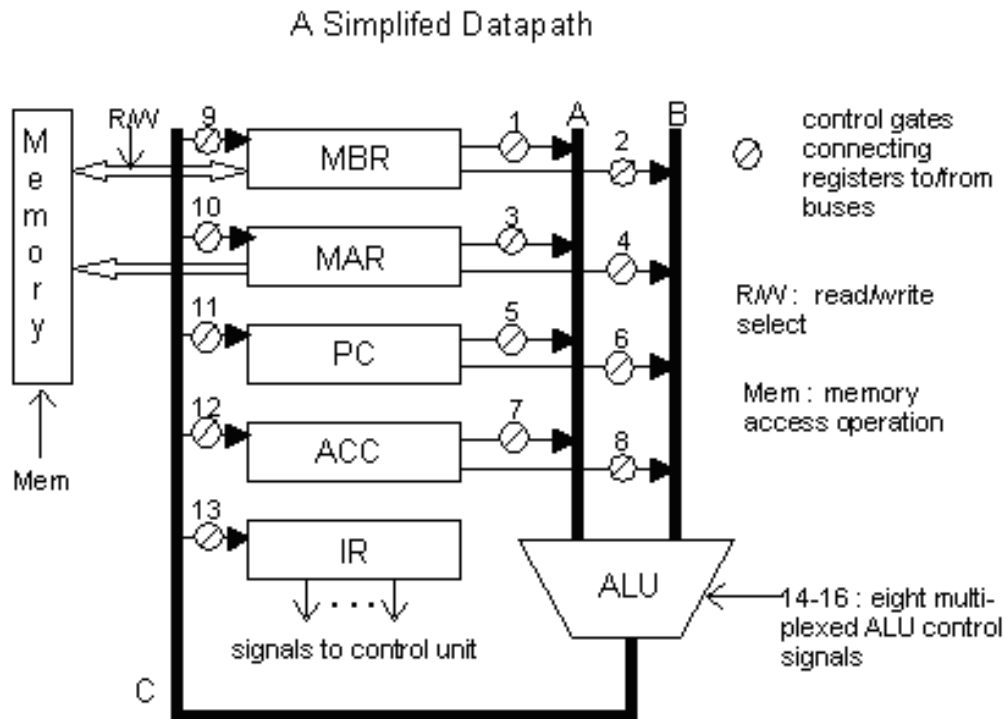 A Simplifed Datapath
Memory
R/W
9
MBR
1
A
B
2
control gates
connecting
registers to/from
buses
10
MAR
3
4
R/W : read/write
select
11
PC
5
6
Mem : memory
access operation
12
ACC
7
8
Mem
13
IR
ALU
14-16 : eight multi-
plexed ALU control
signals
signals to control unit
C